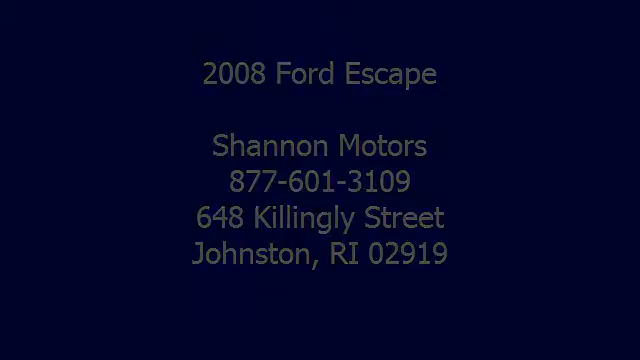 2008 Ford Escape
Shannon Motors
877-601-3109
648 Killingly Street
Johnston, RI 02919